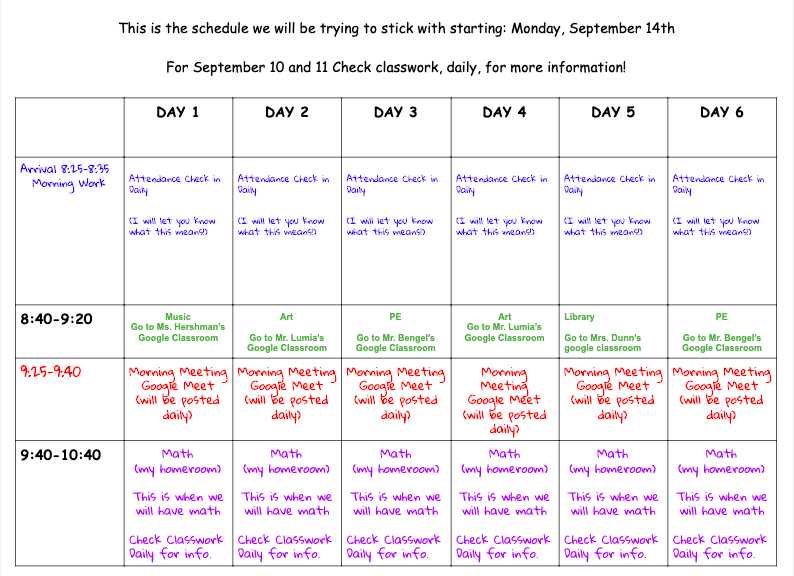 This is the schedule we will be trying to stick with starting: Monday, September 14th
For September 10 and 11 Check classwork, daily, for more information!
DAY 1 DAY 2 DAY 3 DAY 4 DAY 5 DAY 6
Arrival 8:25-8:35
Morning Work
Attendance Check in
Daily
(I will let you know
what this means!)
Attendance Check in
Daily
(I will let you know
what this means!)
Attendance Check in
Daily
(I will let you know
what this means!)
Attendance Check in
Daily
(I will let you know
what this means!)
Attendance Check in
Daily
(I will let you know
what this means!)
Attendance Check in
Daily
(I will let you know
what this means!)
8:40-9:20
Music
Go to Ms. Hershman's
Google Classroom
Art
Go to Mr. Lumia's
Google Classroom
PE
Go to Mr. Bengel's
Google Classroom
Art
Go to Mr. Lumia's
Google Classroom
Library
Go to Mrs. Dunn's
google classroom
PE
Go to Mr. Bengel's
Google Classroom
9:25-9:40
Morning Meeting
Google Meet
(will be posted
daily)
Morning Meeting
Google Meet
(will be posted
daily)
Morning Meeting
Google Meet
(will be posted
daily)
Morning
Meeting
Google Meet
(will be posted
daily)
Morning Meeting
Google Meet
(will be posted
daily)
Morning Meeting
Google Meet
(will be posted
daily)
9:40-10:40
Math
(my homeroom)
This is when we
will have math
Check Classwork
Daily for info.
Math
(my homeroom)
This is when we
will have math
Check Classwork
Daily for info.
Math
(my homeroom)
This is when we
will have math
Check Classwork
Daily for info.
Math
(my homeroom)
This is when we
will have math
Check Classwork
Daily for info.
Math
(my homeroom)
This is when we
will have math
Check Classwork
Daily for info.
Math
(my homeroom)
This is when we
will have math
Check Classwork
Daily for info.